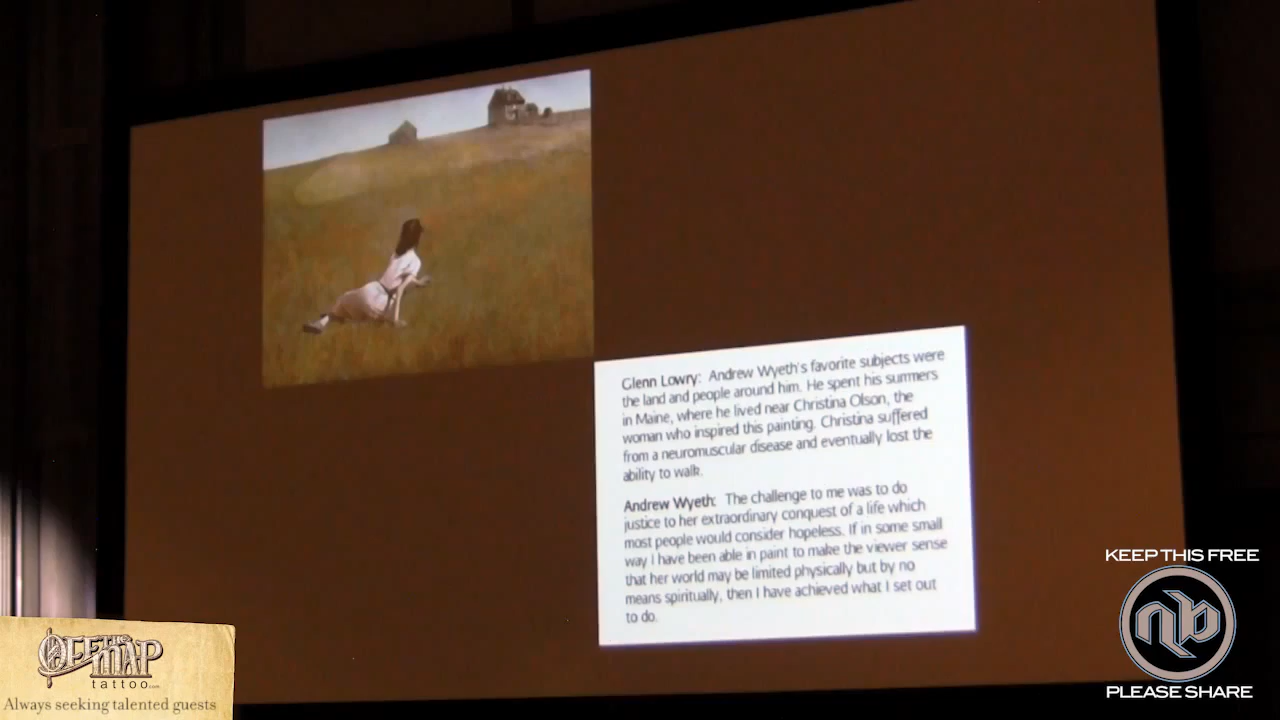 Glenn Lowry: Andrew Wyeth's favorite subjects were
the land and people around him. He spent his summers
in Maine, where he lived near Christina Olson, the
woman who inspired this painting. Christina suffered
from a neuromuscular disease and eventually lost the
ability to walk.
Andrew Wyeth: The challenge to me was to do
justice to her extraordinary conquest of a life which
most people would consider hopeless. If in some small
way I have been able in paint to make the viewer sense
that her world may be limited physically but by no
means spiritually, then I have achieved what I set out
to do.
KEEP THIS FREE
PLEASE SHARE
OFF THE
MAP
tattoo.com
Always seeking talented guests